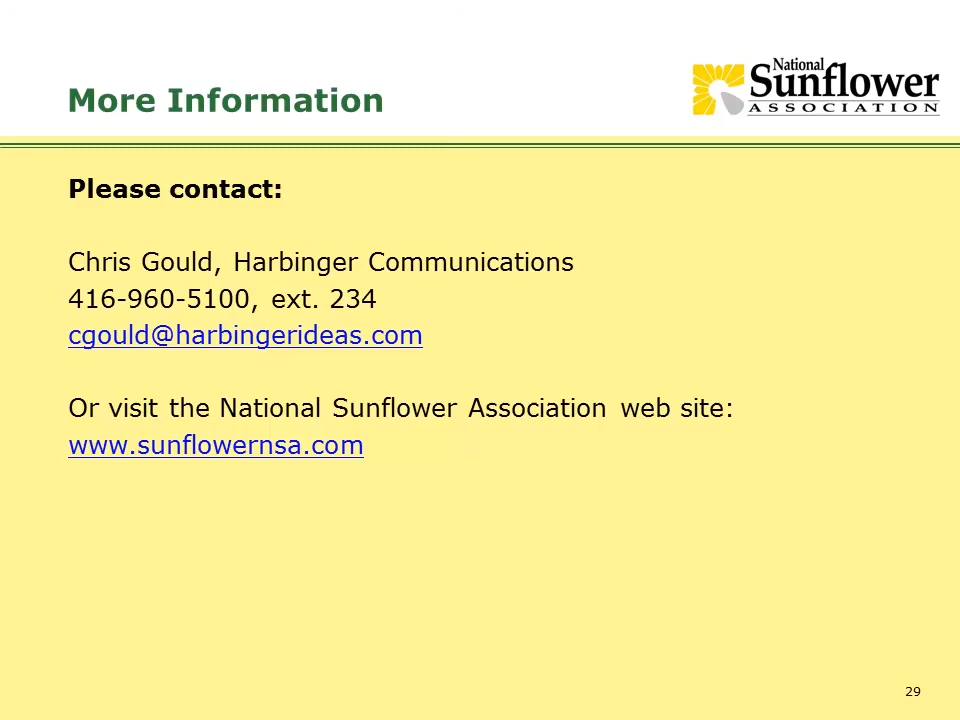 More Information
National
Sunflower
ASSOCIATION
Please contact:
Chris Gould, Harbinger Communications
416-960-5100, ext. 234
cgould@harbingerideas.com
Or visit the National Sunflower Association web site:
www.sunflowernsa.com
29